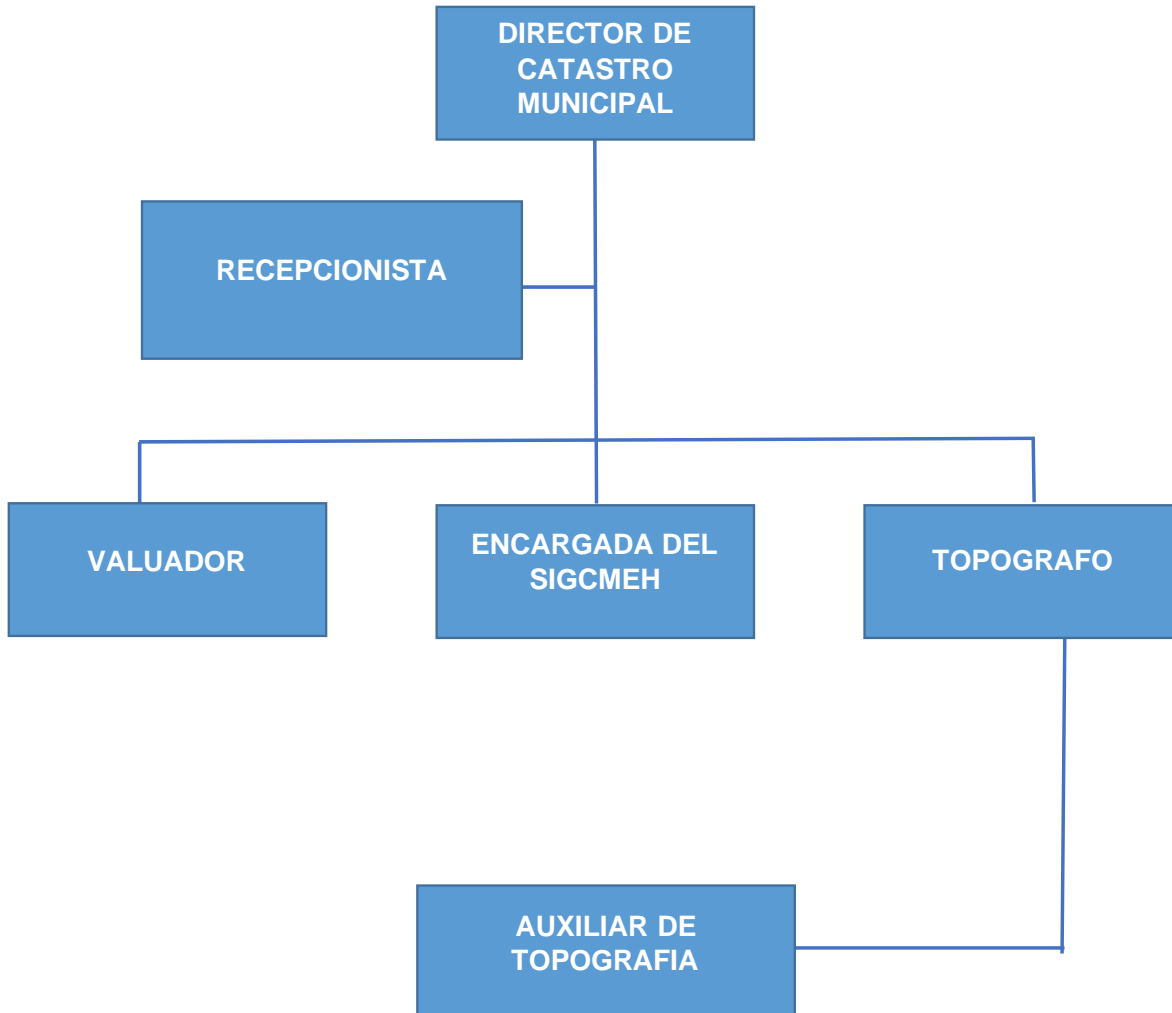 DIRECTOR DE
CATASTRO
MUNICIPAL
RECEPCIONISTA
VALUADOR
ENCARGADA DEL
SIGCMEH
TOPOGRAFO
AUXILIAR DE
TOPOGRAFIA